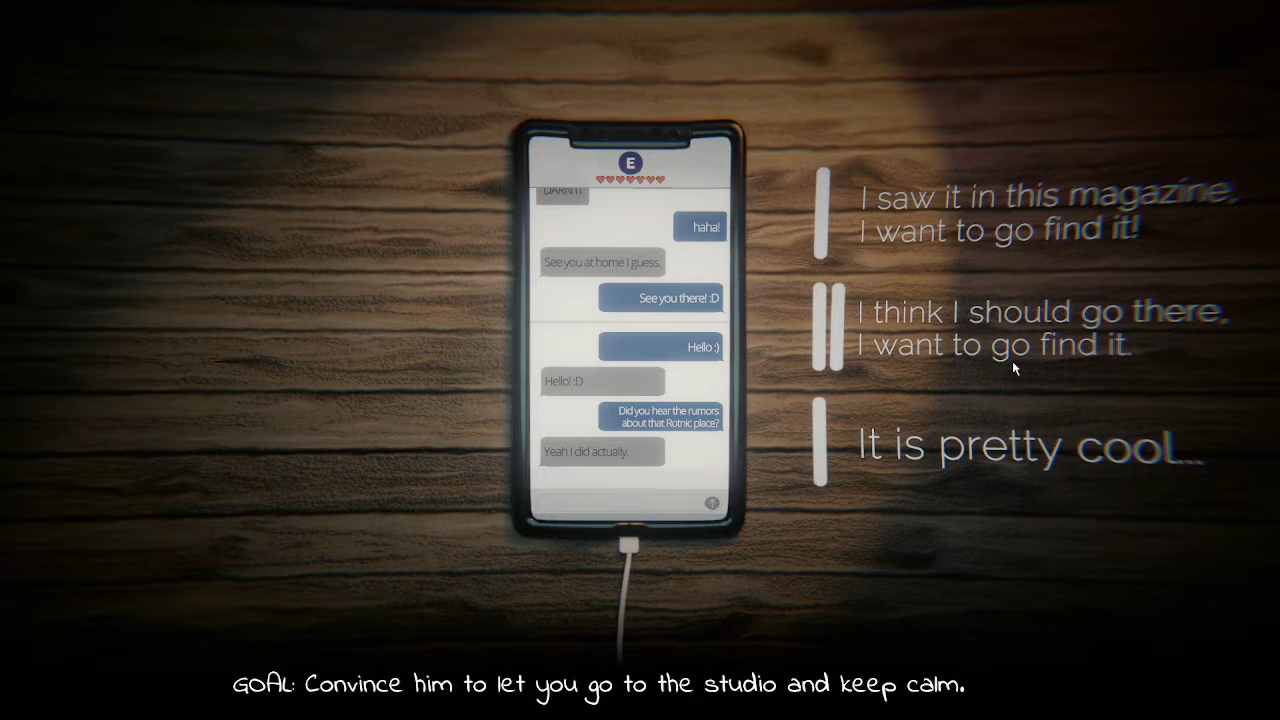 E
DARN IT
haha!
See you at home I guess.
See you there! :D
Hello :)
Hello! :D
Did you hear the rumors
about that Rotnic place?
Yeah I did actually.
I saw it in this magazine,
I want to go find it!
I think I should go there,
I want to go find it.
It is pretty cool...
GOAL: Convince him to let you go to the studio and keep calm.